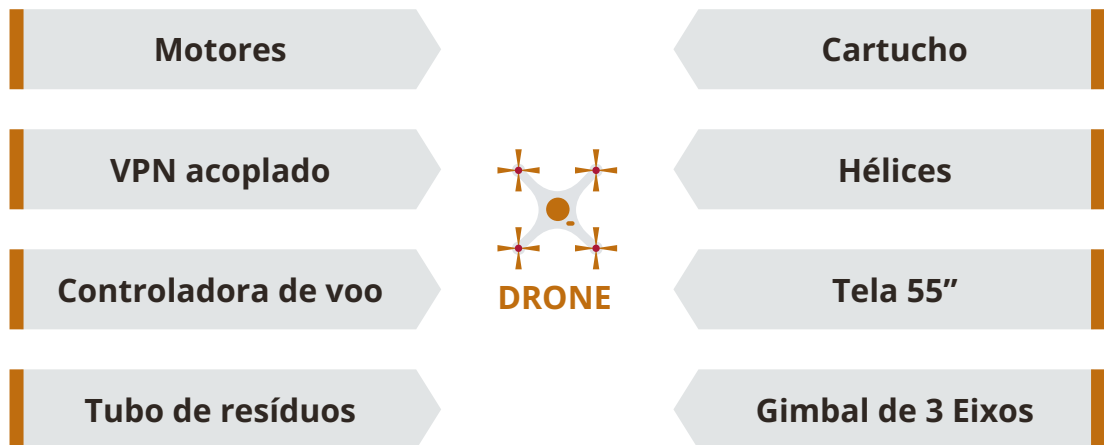 Motores
Cartucho
VPN acoplado
Hélices
Controladora de voo
DRONE
Tela 55”
Tubo de resíduos
Gimbal de 3 Eixos